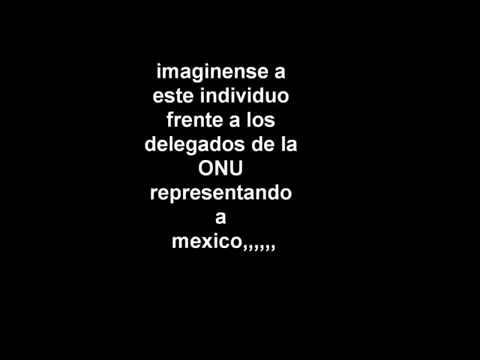 imaginense a
este individuo
frente a los
delegados de la
ONU
representando
a
mexico,,,,,,